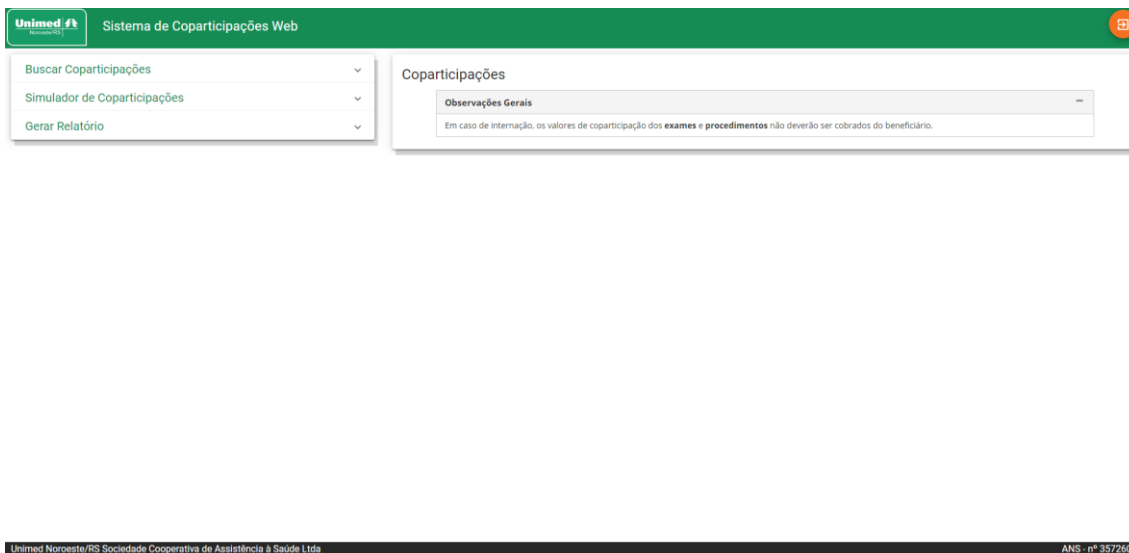 Unimed
Noroeste/RS
Sistema de Coparticipações Web
Buscar Coparticipações
Simulador de Coparticipações
Gerar Relatório
Coparticipações
Observações Gerais
Em caso de internação, os valores de coparticipação dos exames e procedimentos não deverão ser cobrados do beneficiário.
Unimed Noroeste/RS Sociedade Cooperativa de Assistência à Saúde Ltda
ANS - nº 357260